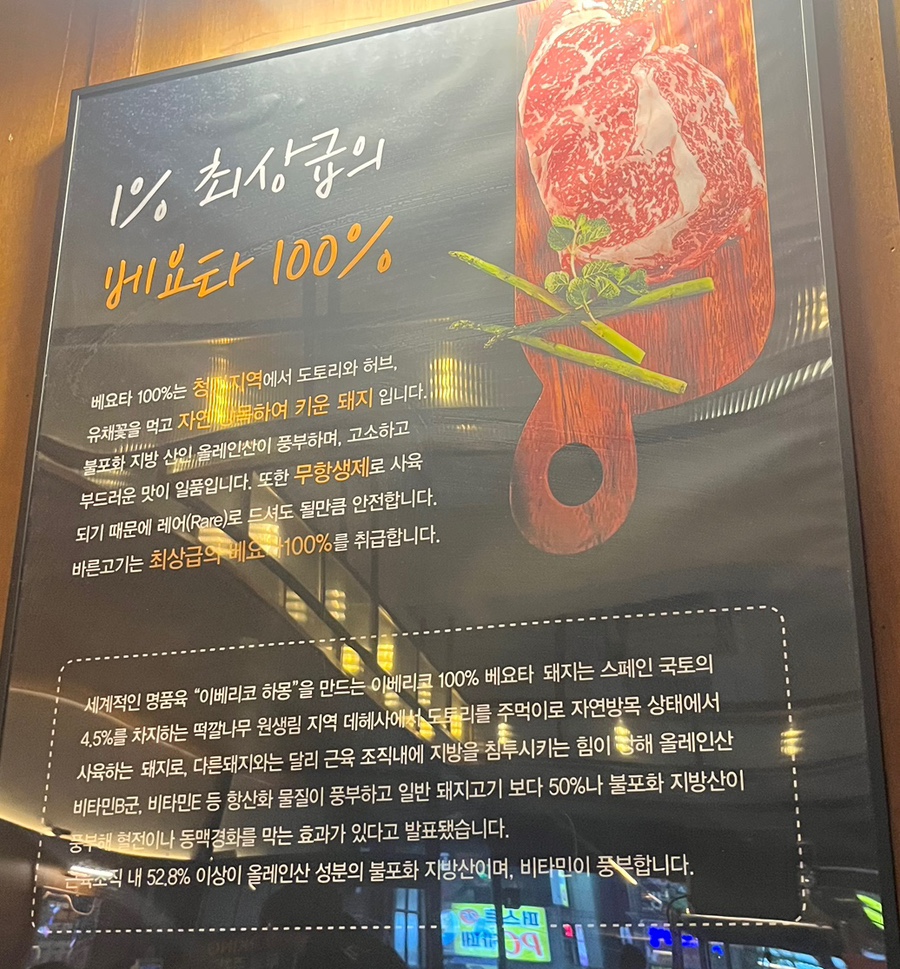 1% 최상급의
베요타 100%
베요타 100%는 청정지역에서 도토리와 허브,
유채꽃을 먹고 자연방목하여 키운 돼지 입니다.
불포화 지방 산인 올레인산이 풍부하며, 고소하고
부드러운 맛이 일품입니다. 또한 무항생제로 사육
되기 때문에 레어(Rare)로 드셔도 될만큼 안전합니다.
바른고기는 최상급의 베요타100%를 취급합니다.
세계적인 명품육 “이베리코 하몽”을 만드는 이베리코 100% 베요타 돼지는 스페인 국토의
4.5%를 차지하는 떡깔나무 원생림 지역 데헤사에서 도토리를 주먹이로 자연방목 상태에서
사육하는 돼지로, 다른돼지와는 달리 근육 조직내에 지방을 침투시키는 힘이 강해 올레인산
비타민B군, 비타민E 등 항산화 물질이 풍부하고 일반 돼지고기 보다 50%나 불포화 지방산이
풍부해 혈전이나 동맥경화를 막는 효과가 있다고 발표됐습니다.
근육조직 내 52.8% 이상이 올레인산 성분의 불포화 지방산이며, 비타민이 풍부합니다.